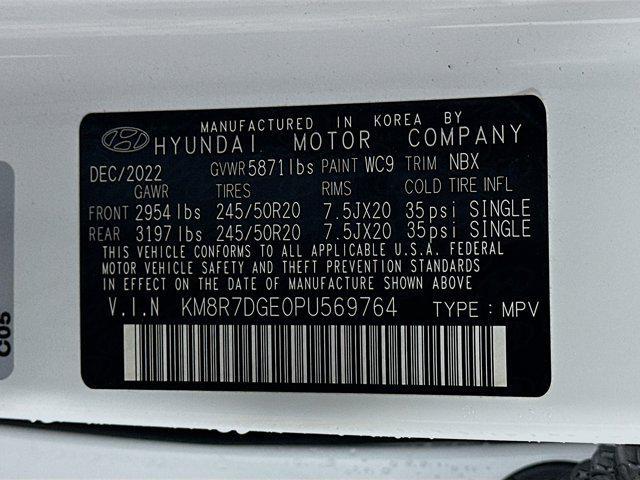 MANUFACTURED IN KOREA BY
HYUNDAI MOTOR COMPANY
DEC/2022 GVWR 5871lbs PAINT WC9 TRIM NBX
GAWR TIRES RIMS COLD TIRE INFL
FRONT 2954 lbs 245/50R20 7.5JX20 35psi SINGLE
REAR 3197 lbs 245/50R20 7.5JX20 35psi SINGLE
THIS VEHICLE CONFORMS TO ALL APPLICABLE U.S.A. FEDERAL
MOTOR VEHICLE SAFETY AND THEFT PREVENTION STANDARDS
IN EFFECT ON THE DATE OF MANUFACTURE SHOWN ABOVE
V.I.N KM8R7DGE0PU569764 TYPE : MPV
C05